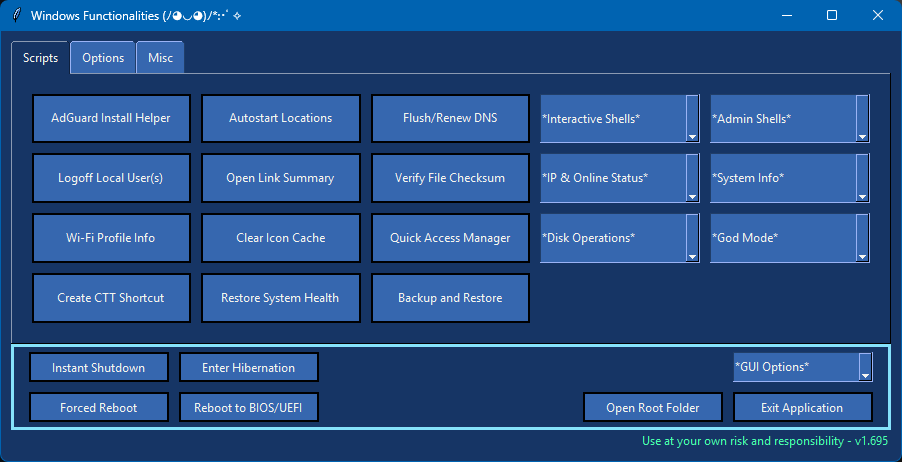 Windows Functionalities (ﾉ◕◡◕)ﾉ*:･ﾟ✧
Scripts Options Misc
AdGuard Install Helper Autostart Locations Flush/Renew DNS *Interactive Shells* *Admin Shells*
Logoff Local User(s) Open Link Summary Verify File Checksum *IP & Online Status* *System Info*
Wi-Fi Profile Info Clear Icon Cache Quick Access Manager *Disk Operations* *God Mode*
Create CTT Shortcut Restore System Health Backup and Restore
Instant Shutdown Enter Hibernation *GUI Options*
Forced Reboot Reboot to BIOS/UEFI Open Root Folder Exit Application
Use at your own risk and responsibility - v1.695